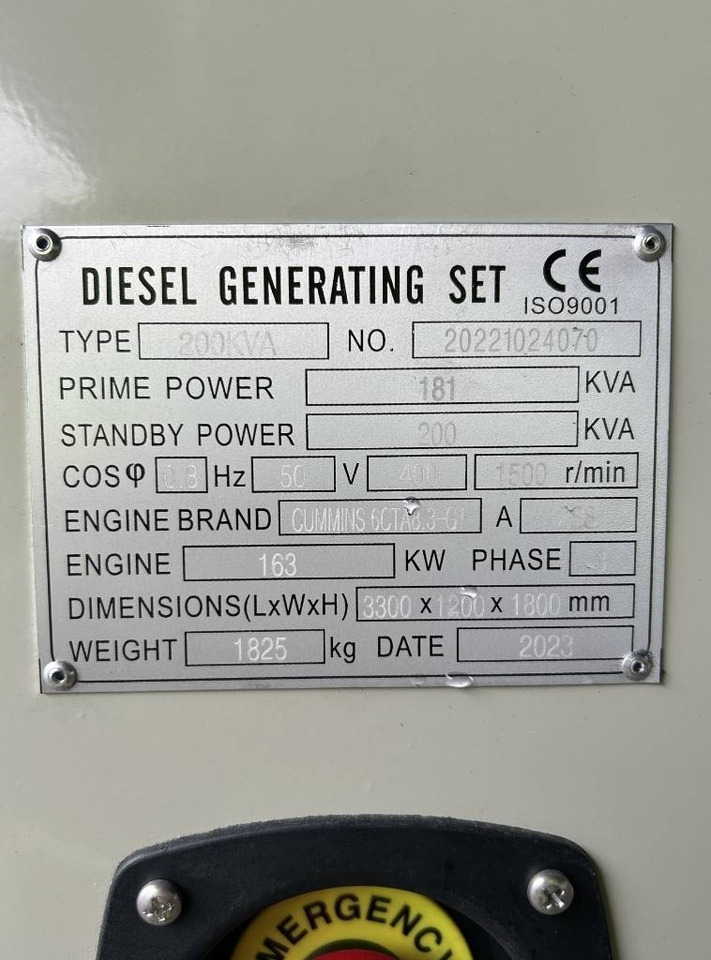 DIESEL GENERATING SET CE
ISO9001
TYPE 200KVA NO. 20221024070
PRIME POWER 181 KVA
STANDBY POWER 200 KVA
COSφ 0.8 Hz 50 V 400 1500 r/min
ENGINE BRAND CUMMINS 6CTA8.3-G1 A
ENGINE 163 KW PHASE
DIMENSIONS(LxWxH) 3300 x 1200 x 1800 mm
WEIGHT 1825 kg DATE 2023